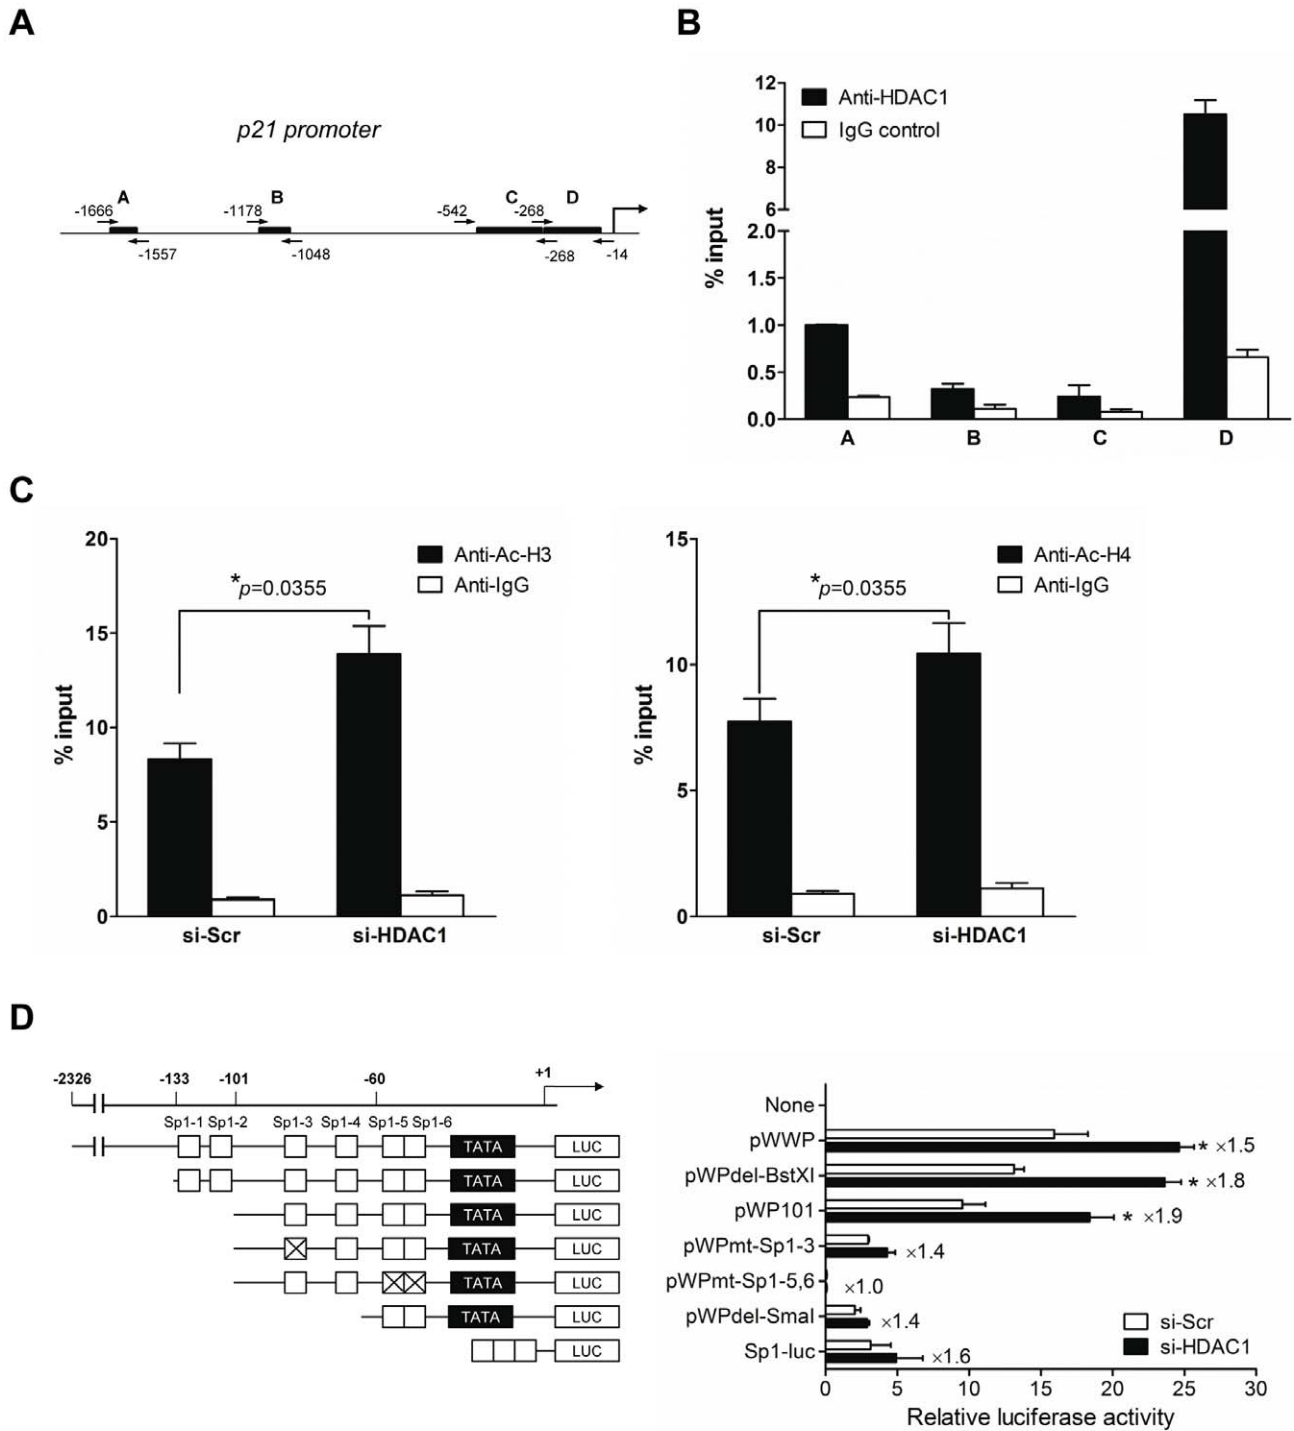 A
p21 promoter
A B C D
-1666 -1178 -542 -268
-1557 -1048 -268 -14
B
Anti-HDAC1
IgG control
% input
12
10
8
6
2.0
1.5
1.0
0.5
0.0
A B C D
C
Anti-Ac-H3
Anti-IgG
*p=0.0355
% input
20
15
10
5
0
si-Scr si-HDAC1
Anti-Ac-H4
Anti-IgG
*p=0.0355
% input
15
10
5
0
si-Scr si-HDAC1
D
-2326 -133 -101 -60 +1
Sp1-1 Sp1-2 Sp1-3 Sp1-4 Sp1-5 Sp1-6
TATA LUC
TATA LUC
TATA LUC
TATA LUC
TATA LUC
TATA LUC
LUC
None
pWWP * ×1.5
pWPdel-BstXI * ×1.8
pWP101 * ×1.9
pWPmt-Sp1-3 ×1.4
pWPmt-Sp1-5,6 ×1.0
pWPdel-SmaI ×1.4
Sp1-luc ×1.6
si-Scr
si-HDAC1
0 5 10 15 20 25 30
Relative luciferase activity